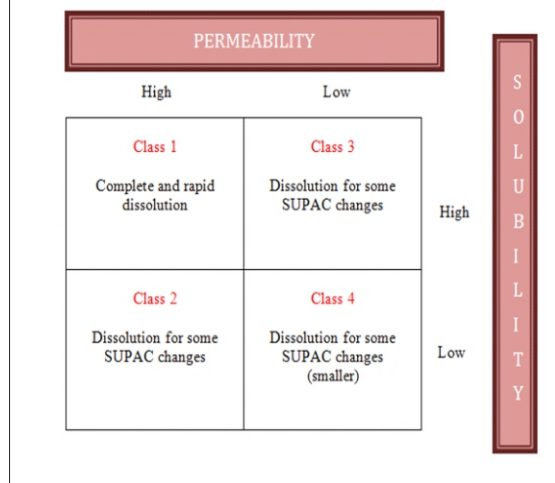 PERMEABILITY
High
Low
Class 1
Complete and rapid
dissolution
Class 3
Dissolution for some
SUPAC changes
High
Class 2
Dissolution for some
SUPAC changes
Class 4
Dissolution for some
SUPAC changes
(smaller)
Low
SOLUBILITY